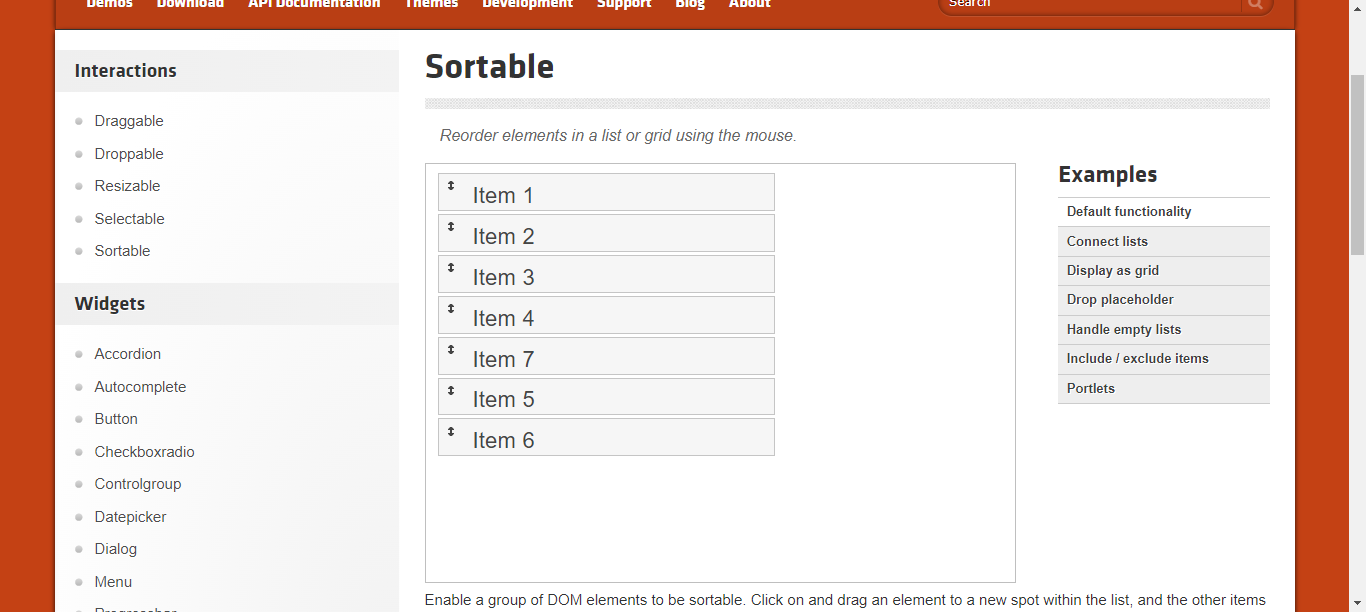 Demos Download API Documentation Themes Development Support Blog About Search
Interactions
Draggable
Droppable
Resizable
Selectable
Sortable
Widgets
Accordion
Autocomplete
Button
Checkboxradio
Controlgroup
Datepicker
Dialog
Menu
Progressbar
Sortable
Reorder elements in a list or grid using the mouse.
Item 1
Item 2
Item 3
Item 4
Item 7
Item 5
Item 6
Examples
Default functionality
Connect lists
Display as grid
Drop placeholder
Handle empty lists
Include / exclude items
Portlets
Enable a group of DOM elements to be sortable. Click on and drag an element to a new spot within the list, and the other items